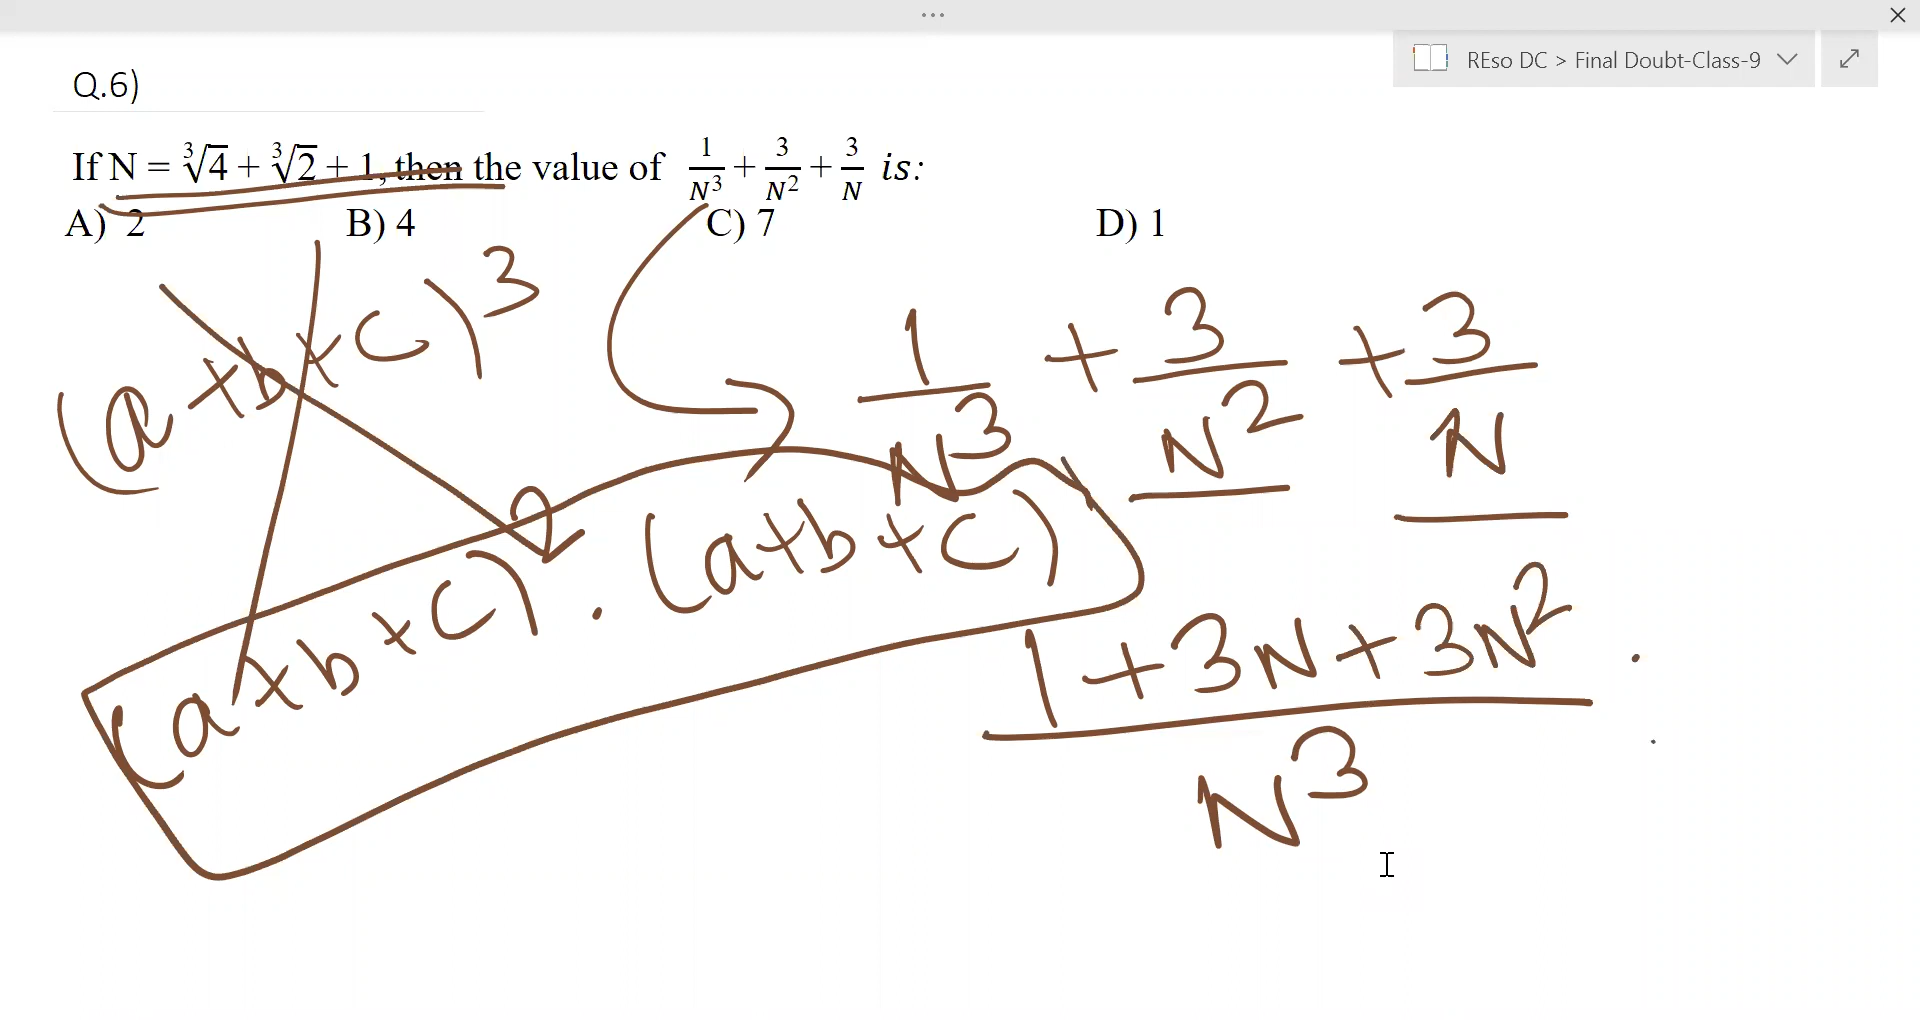 REso DC > Final Doubt-Class-9
Q.6)
If N = ∛4 + ∛2 + 1, then the value of 1/N³ + 3/N² + 3/N is:
A) 2 B) 4 C) 7 D) 1
(a+b+c)³
1/N³ + 3/N² + 3/N
(a+b+c)² . (a+b+c)
1+3N+3N²/N³